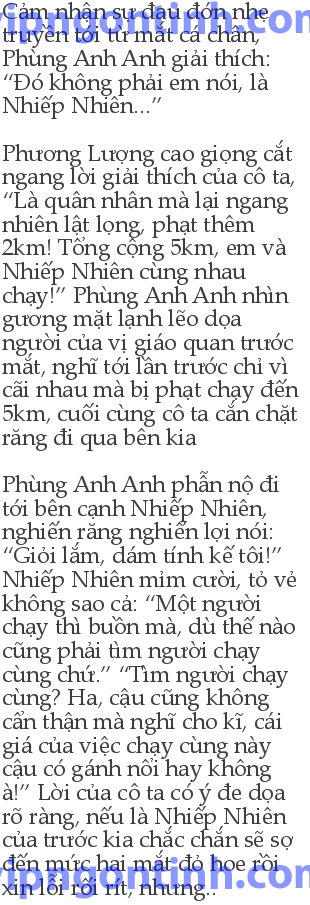 Cảm nhận sự đau đớn nhẹ
truyền tới từ mắt cá chân,
Phùng Anh Anh giải thích:
“Đó không phải em nói, là
Nhiếp Nhiên...”

Phương Lượng cao giọng cắt
ngang lời giải thích của cô ta,
“Là quân nhân mà lại ngang
nhiên lật lọng, phạt thêm
2km! Tổng cộng 5km, em và
Nhiếp Nhiên cùng nhau
chạy!” Phùng Anh Anh nhìn
gương mặt lạnh lẽo dọa
người của vị giáo quan trước
mắt, nghĩ tới lần trước chỉ vì
cãi nhau mà bị phạt chạy đến
5km, cuối cùng cô ta cắn chặt
răng đi qua bên kia

Phùng Anh Anh phẫn nộ đi
tới bên cạnh Nhiếp Nhiên,
nghiến răng nghiến lợi nói:
“Giỏi lắm, dám tính kế tôi!”
Nhiếp Nhiên mỉm cười, tỏ vẻ
không sao cả: “Một người
chạy thì buồn mà, dù thế nào
cũng phải tìm người chạy
cùng chứ.” “Tìm người chạy
cùng? Ha, cậu cũng không
cẩn thận mà nghĩ cho kĩ, cái
giá của việc chạy cùng này
cậu có gánh nổi hay không
à!” Lời của cô ta có ý đe dọa
rõ ràng, nếu là Nhiếp Nhiên
của trước kia chắc chắn sẽ sợ
đến mức hai mắt đỏ hoe rồi
xin lỗi rối rít, nhưng..